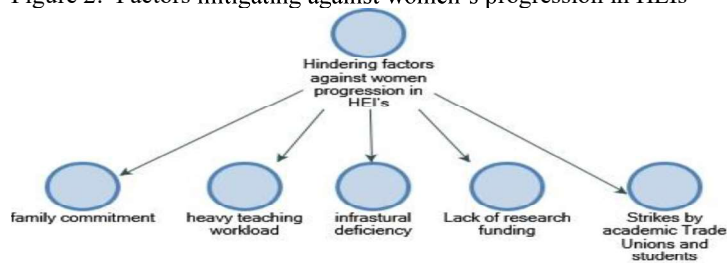 Figure 2: Factors mitigating against women's progression in HEIs
Hindering factors
against women
progression in
HEI's
family commitment
heavy teaching
workload
infrastural
deficiency
Lack of research
funding
Strikes by
academic Trade
Unions and
students